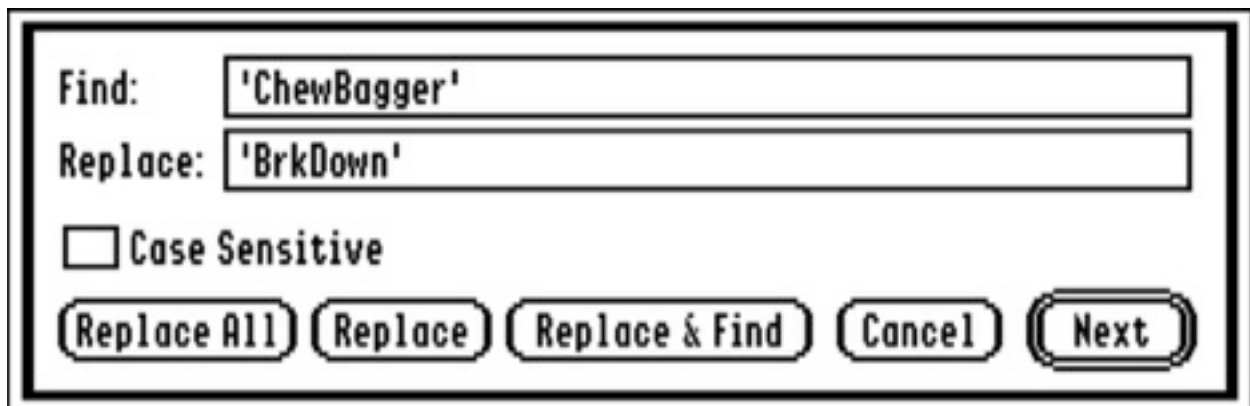 Find: 'ChewBagger'
Replace: 'BrkDown'
Case Sensitive
Replace All Replace Replace & Find Cancel Next